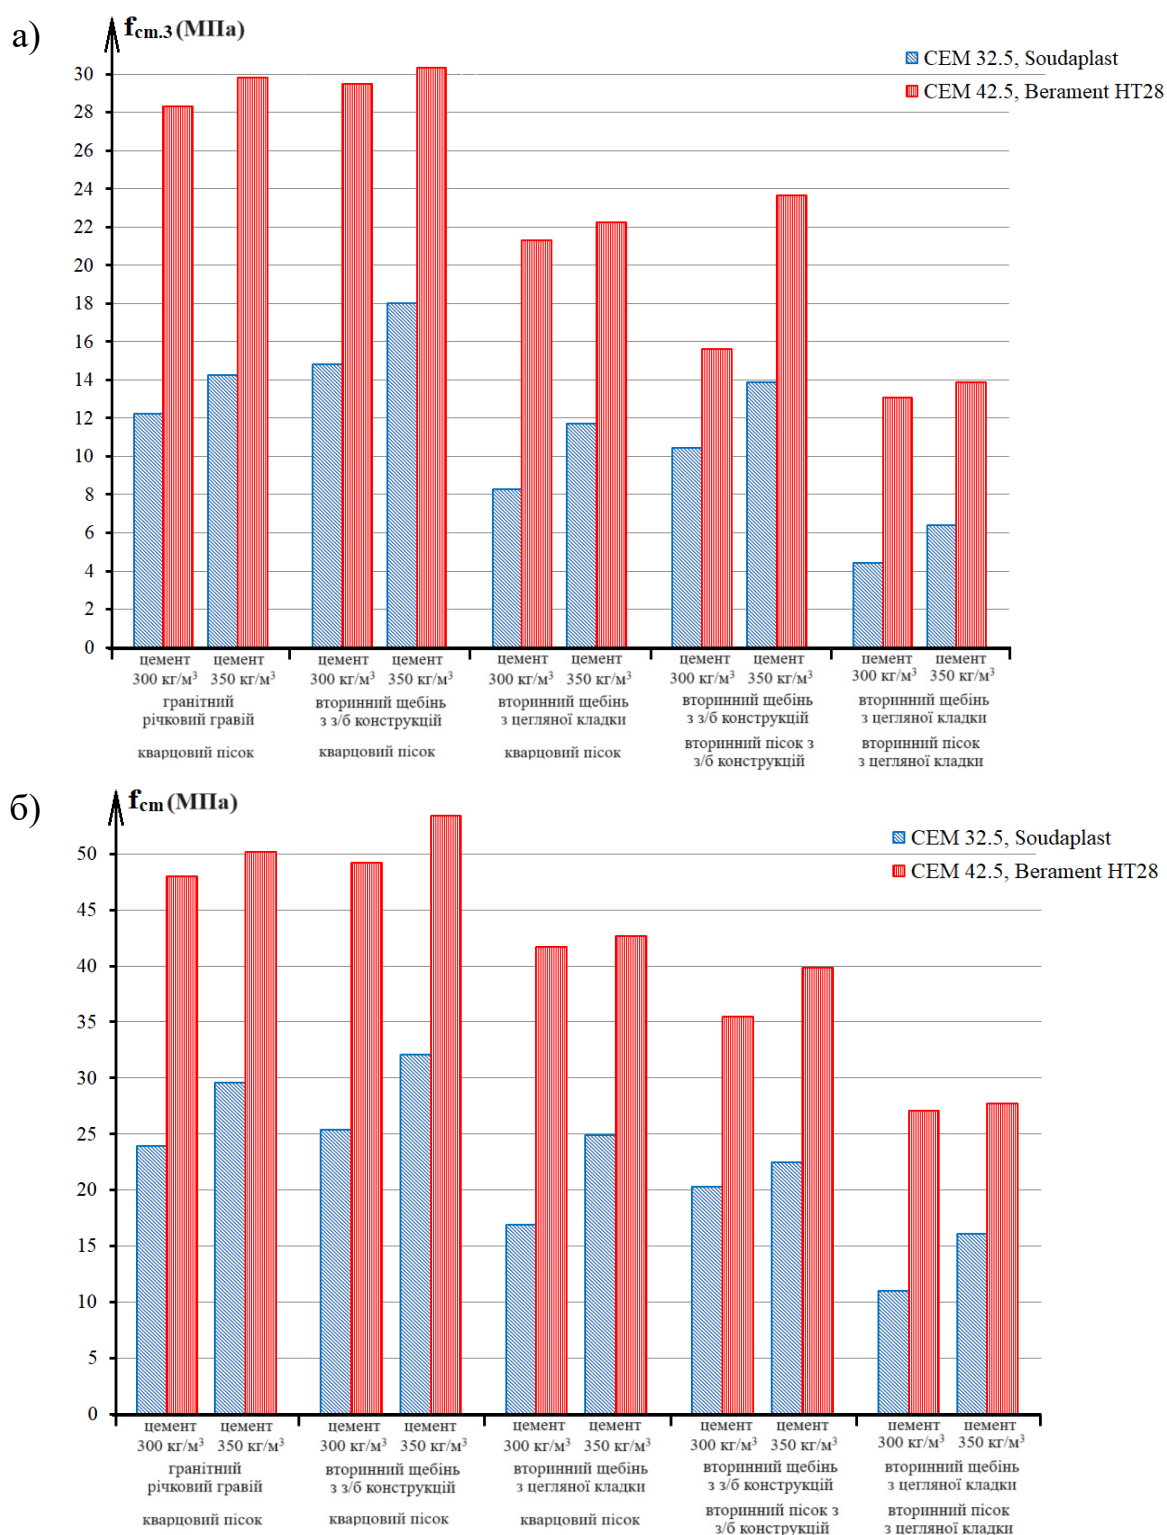 а)
fcm.3 (МПа)
CEM 32.5, Soudaplast
CEM 42.5, Berament HT28
30
28
26
24
22
20
18
16
14
12
10
8
6
4
2
0
цемент цемент цемент цемент цемент цемент цемент цемент цемент цемент
300 кг/м³ 350 кг/м³ 300 кг/м³ 350 кг/м³ 300 кг/м³ 350 кг/м³ 300 кг/м³ 350 кг/м³ 300 кг/м³ 350 кг/м³
гранітний вторинний щебінь вторинний щебінь вторинний щебінь вторинний щебінь
річковий гравій з з/б конструкцій з цегляної кладки з з/б конструкцій з цегляної кладки
кварцовий пісок кварцовий пісок кварцовий пісок вторинний пісок з вторинний пісок
з/б конструкцій з цегляної кладки
б)
fcm (МПа)
CEM 32.5, Soudaplast
CEM 42.5, Berament HT28
50
45
40
35
30
25
20
15
10
5
0
цемент цемент цемент цемент цемент цемент цемент цемент цемент цемент
300 кг/м³ 350 кг/м³ 300 кг/м³ 350 кг/м³ 300 кг/м³ 350 кг/м³ 300 кг/м³ 350 кг/м³ 300 кг/м³ 350 кг/м³
гранітний вторинний щебінь вторинний щебінь вторинний щебінь вторинний щебінь
річковий гравій з з/б конструкцій з цегляної кладки з з/б конструкцій з цегляної кладки
кварцовий пісок кварцовий пісок кварцовий пісок вторинний пісок з вторинний пісок
з/б конструкцій з цегляної кладки